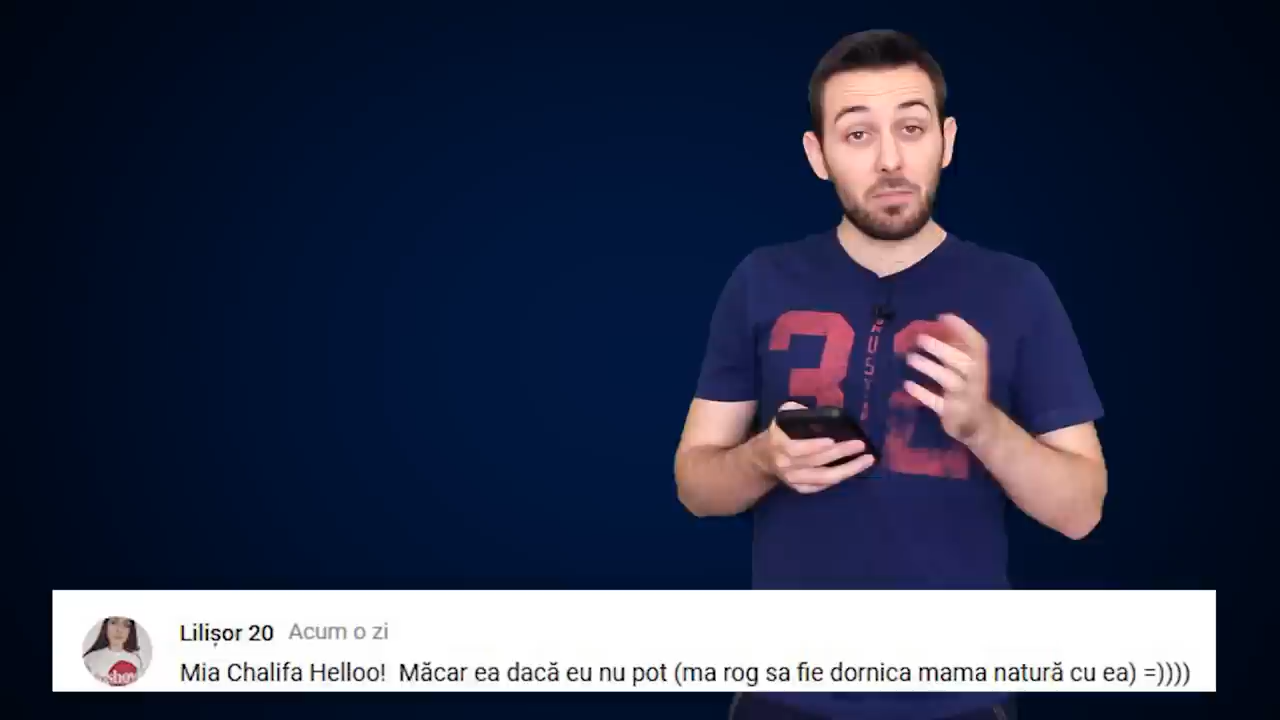 32
Lilișor 20 Acum o zi
Mia Chalifa Helloo! Măcar ea dacă eu nu pot (ma rog sa fie dornica mama natură cu ea) =))))